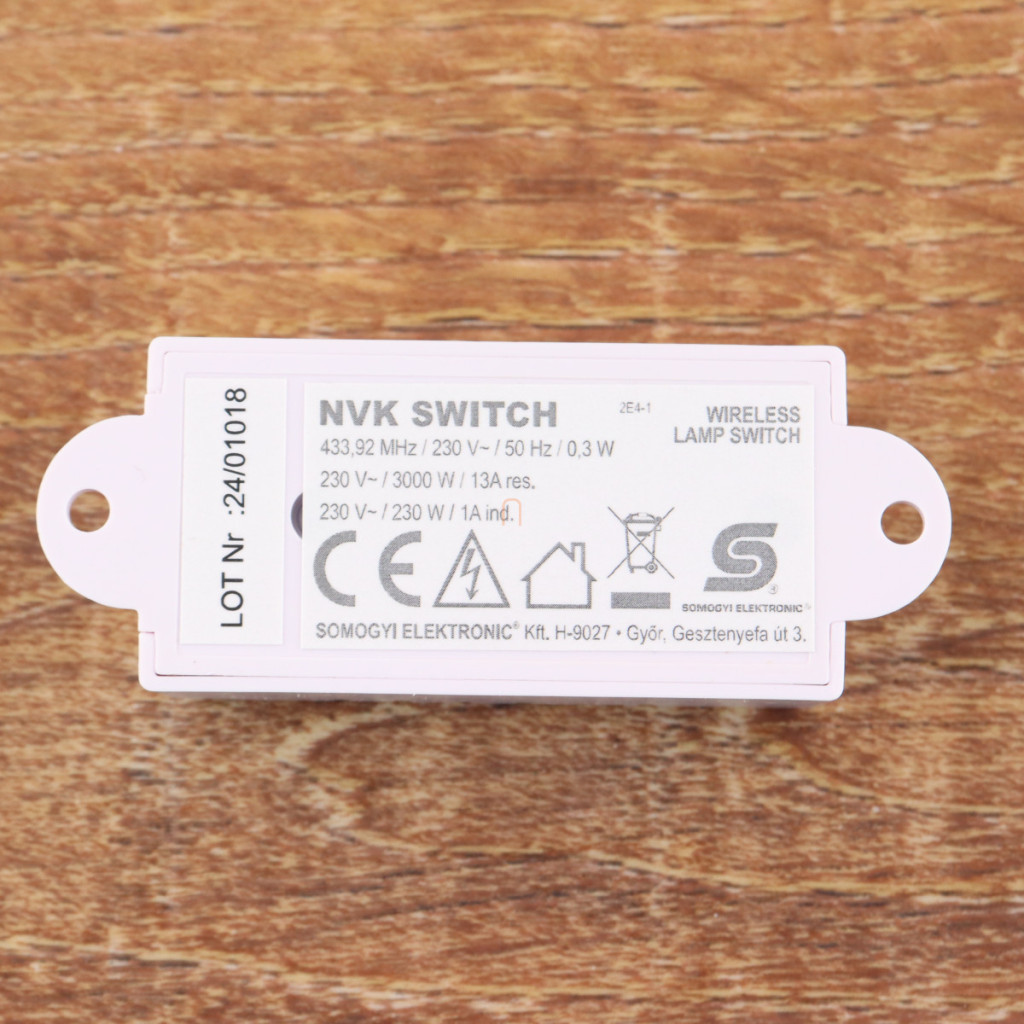 LOT Nr :24/01018
NVK SWITCH
2E4-1
WIRELESS
LAMP SWITCH
433,92 MHz / 230 V~ / 50 Hz / 0,3 W
230 V~ / 3000 W / 13A res.
230 V~ / 230 W / 1A ind.
CE CE
S®
SOMOGYI ELEKTRONIC®
SOMOGYI ELEKTRONIC® Kft. H-9027 • Győr, Gesztenyefa út 3.